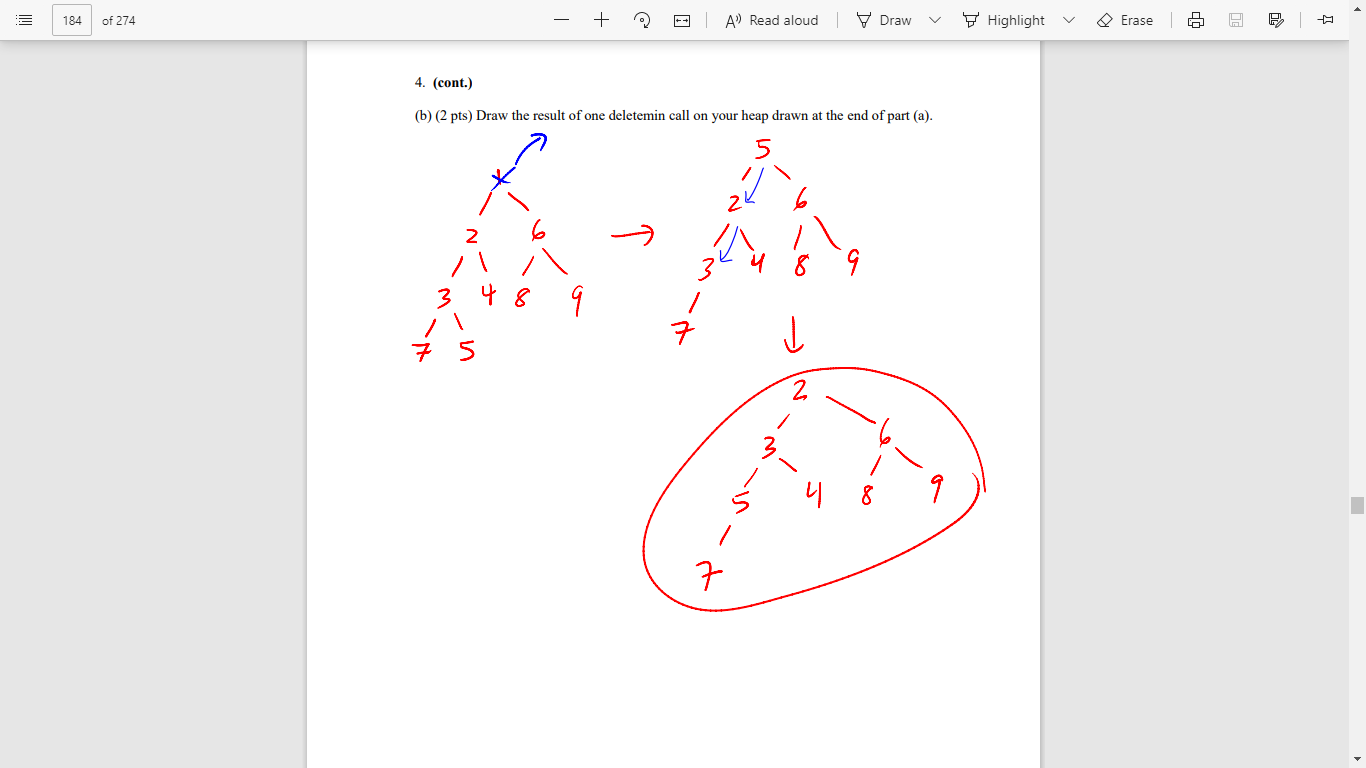 184 of 274 Read aloud Draw Highlight Erase
4. (cont.)
(b) (2 pts) Draw the result of one deletemin call on your heap drawn at the end of part (a).
5
2 6
2 6
3 4 8 9
3 4 8 9
7
7 5
2
3 6
5 4 8 9
7